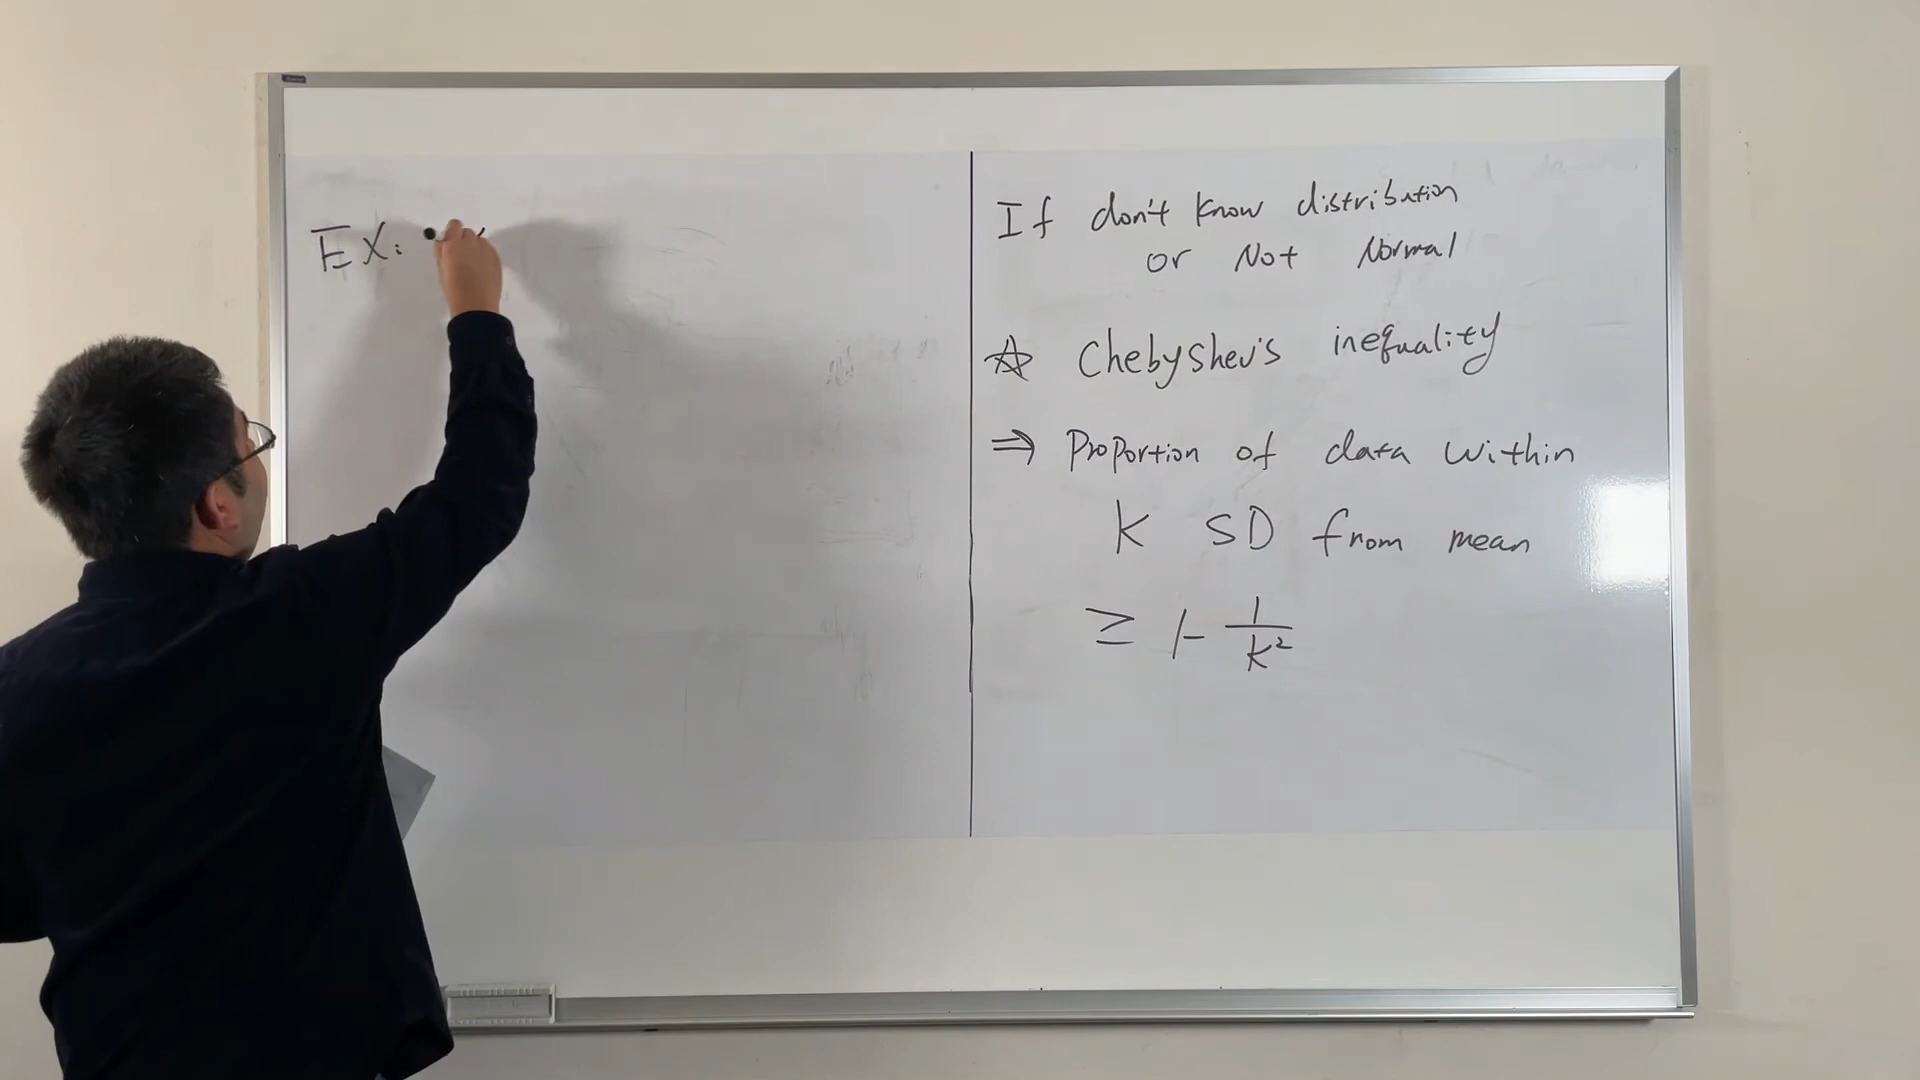 EX:
If don't know distribution
or Not Normal
☆ Chebyshev's inequality
⇒ Proportion of data within
K SD from mean
≥ 1 - 1/k²